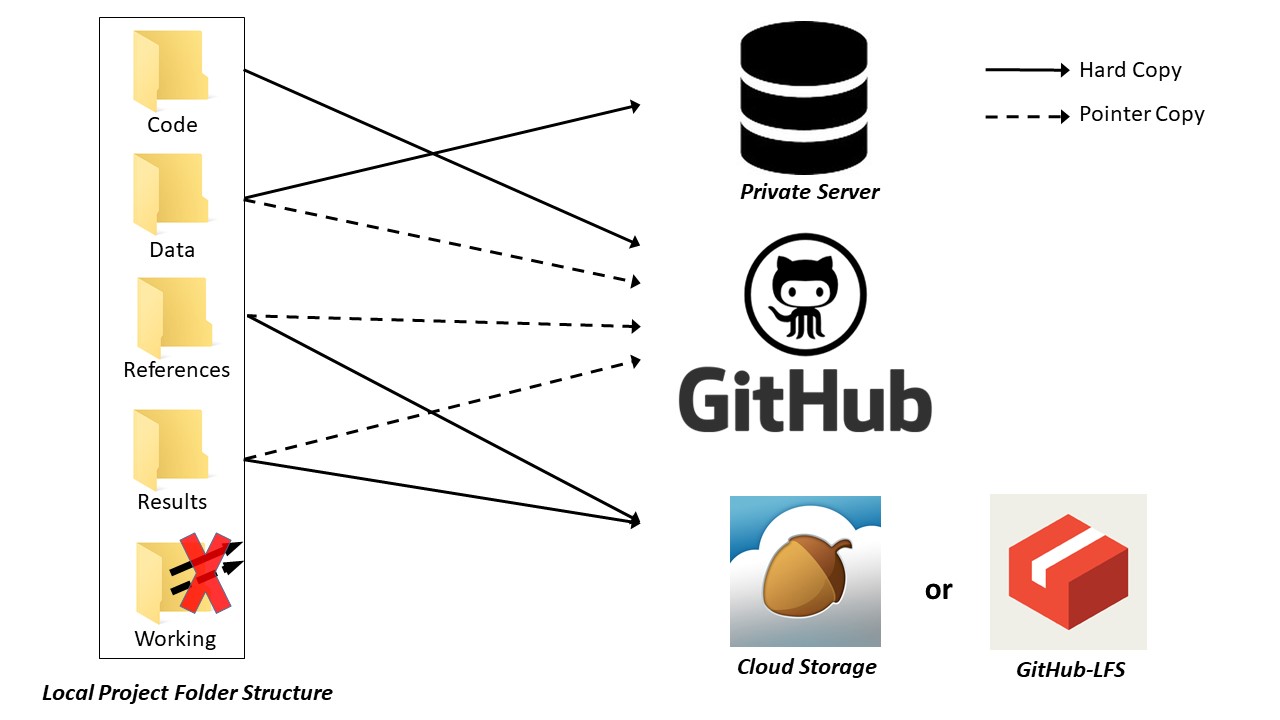 Code
Data
References
Results
Working
Local Project Folder Structure
Private Server
GitHub
Cloud Storage
or
GitHub-LFS
Hard Copy
Pointer Copy